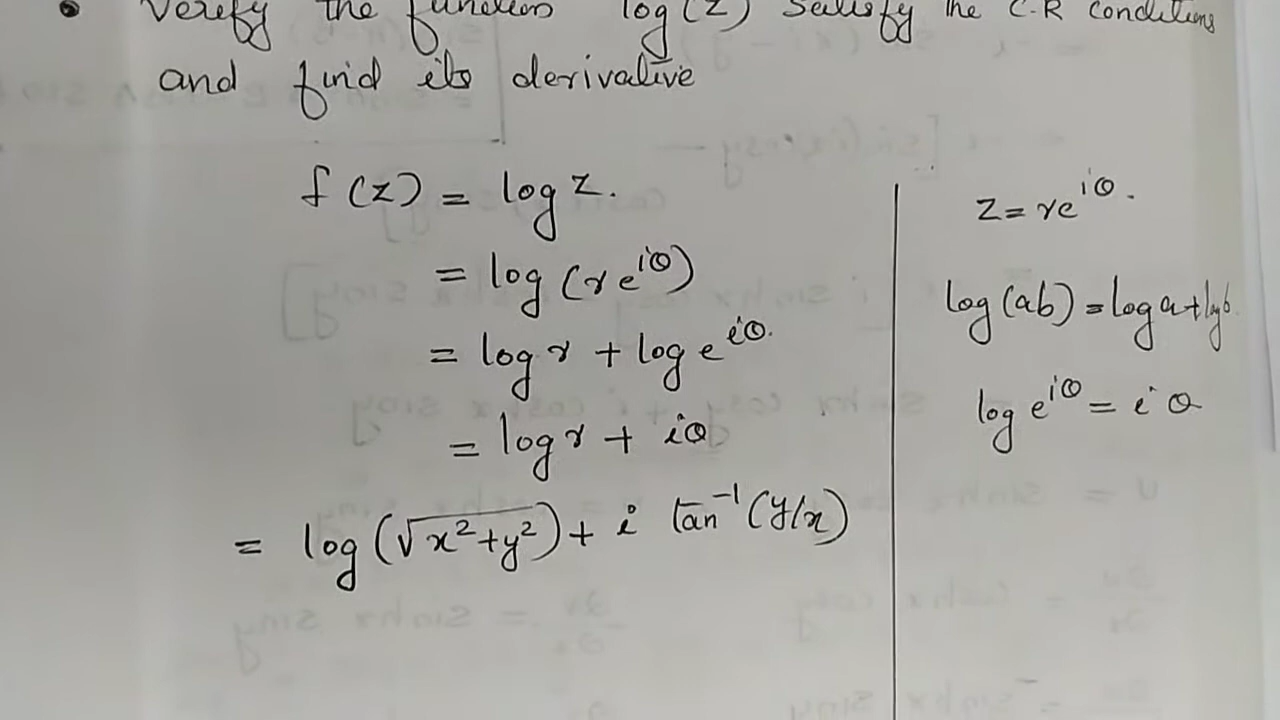 • Verify the function log(z) satisfy the C-R conditions
and find its derivative
f(z) = log z.
= log (re^{iθ})
= log r + log e^{iθ}.
= log r + iθ
= log (√x²+y²) + i tan⁻¹(y/x)
z = re^{iθ}.
log(ab) = log a + log b.
log e^{iθ} = iθ